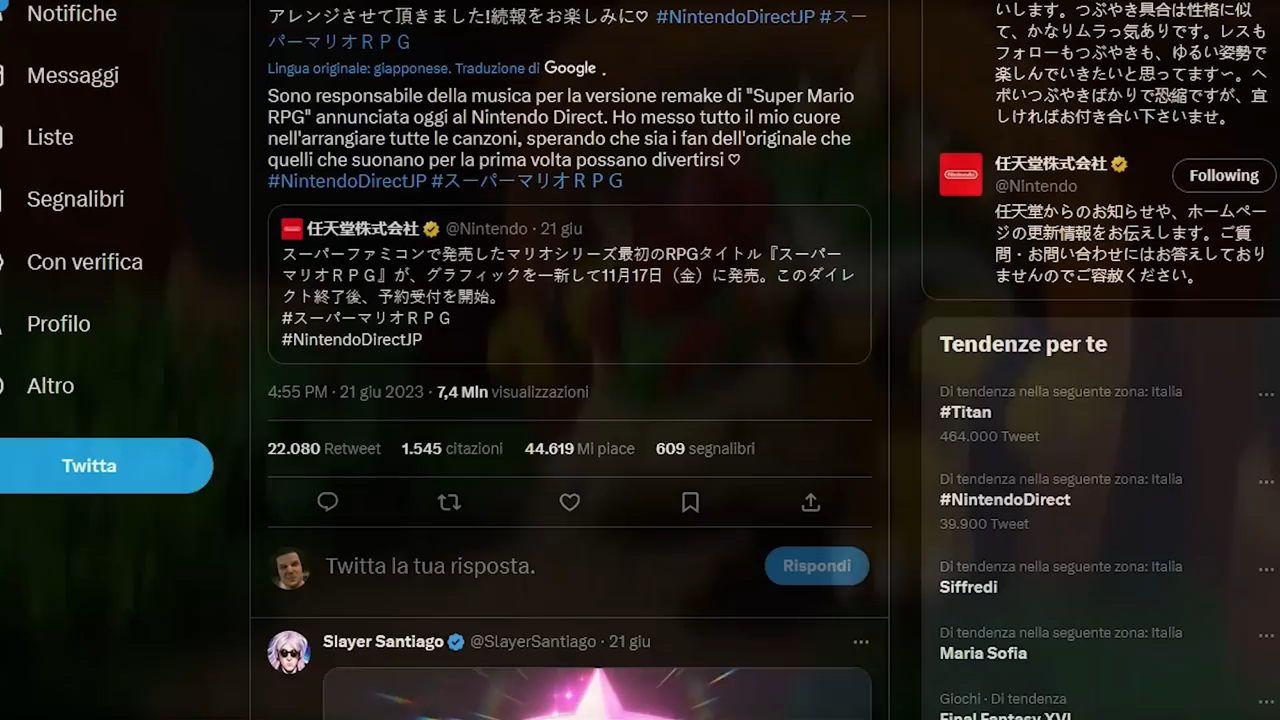 Notifiche
Messaggi
Liste
Segnalibri
Con verifica
Profilo
Altro
Twitta
アレンジさせて頂きました!続報をお楽しみに♡ #NintendoDirectJP #スー
パーマリオＲＰＧ
Lingua originale: giapponese. Traduzione di Google .
Sono responsabile della musica per la versione remake di "Super Mario
RPG" annunciata oggi al Nintendo Direct. Ho messo tutto il mio cuore
nell'arrangiare tutte le canzoni, sperando che sia i fan dell'originale che
quelli che suonano per la prima volta possano divertirsi ♡
#NintendoDirectJP #スーパーマリオＲＰＧ
任天堂株式会社 @Nintendo · 21 giu
スーパーファミコンで発売したマリオシリーズ最初のRPGタイトル『スーパー
マリオＲＰＧ』が、グラフィックを一新して11月17日（金）に発売。このダイレ
クト終了後、予約受付を開始。
#スーパーマリオＲＰＧ
#NintendoDirectJP
4:55 PM · 21 giu 2023 · 7,4 Mln visualizzazioni
22.080 Retweet 1.545 citazioni 44.619 Mi piace 609 segnalibri
Twitta la tua risposta.
Rispondi
Slayer Santiago @SlayerSantiago · 21 giu
いします。つぶやき具合は性格に似
て、かなりムラっ気ありです。レスも
フォローもつぶやきも、ゆるい姿勢で
楽しんでいきたいと思ってます〜。ヘ
ボいつぶやきばかりで恐縮ですが、宜
しければお付き合い下さいませ。
任天堂株式会社
@Nintendo
Following
任天堂からのお知らせや、ホームペー
ジの更新情報をお伝えします。ご質
問・お問い合わせにはお答えしており
ませんのでご容赦ください。
Tendenze per te
Di tendenza nella seguente zona: Italia
#Titan
464.000 Tweet
Di tendenza nella seguente zona: Italia
#NintendoDirect
39.900 Tweet
Di tendenza nella seguente zona: Italia
Siffredi
Di tendenza nella seguente zona: Italia
Maria Sofia
Giochi · Di tendenza
Final Fantasy XVI